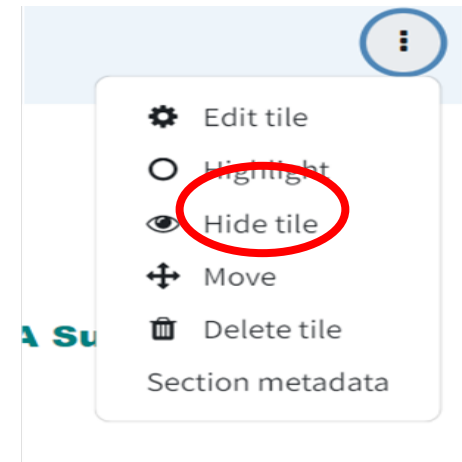 Edit tile
Highlight
Hide tile
Move
A Su
Delete tile
Section metadata